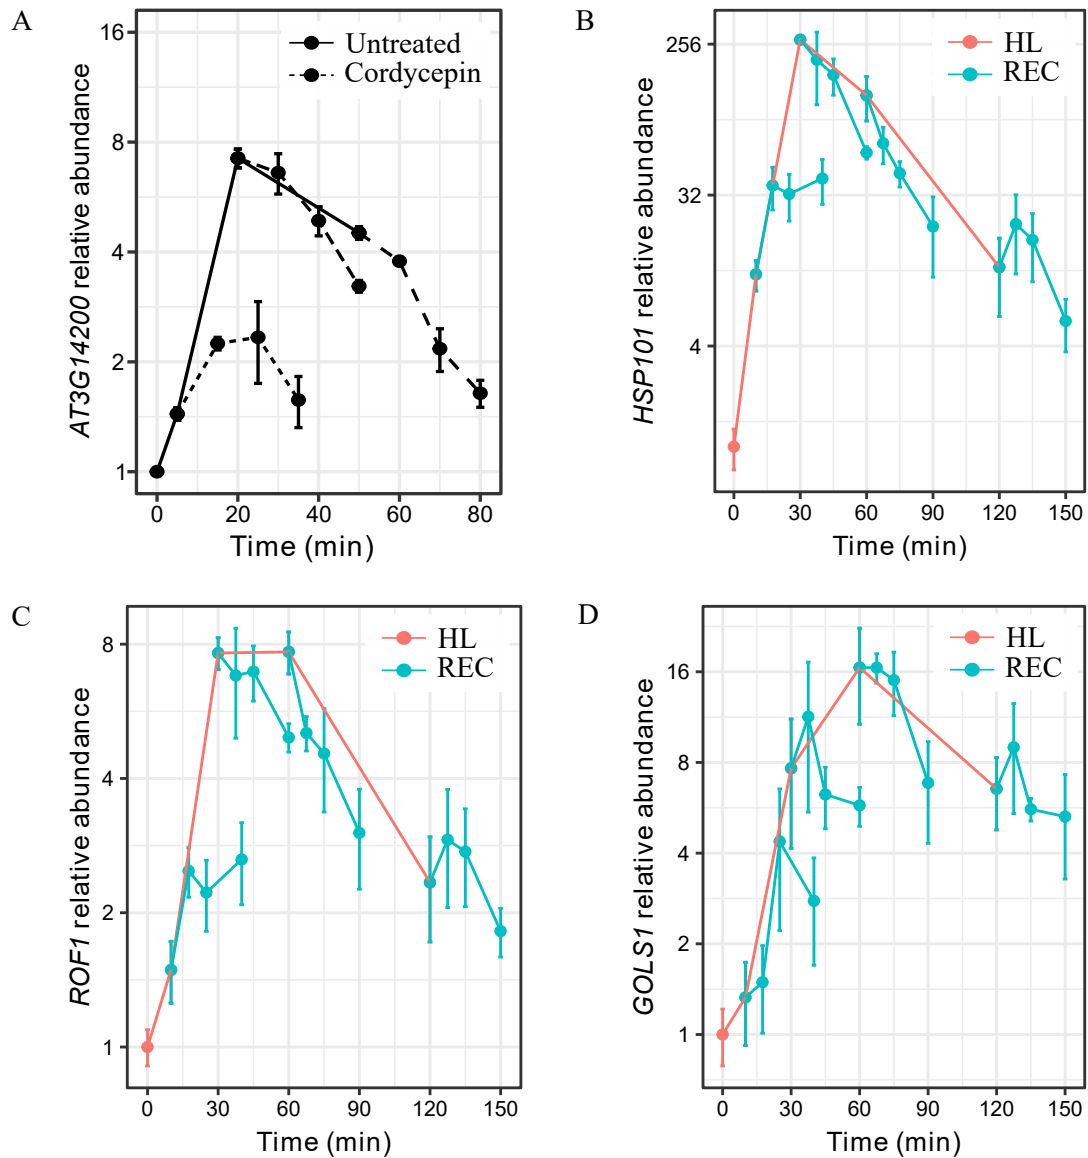 A
AT3G14200 relative abundance
16
8
4
2
1
Untreated
Cordycepin
0 20 40 60 80
Time (min)
B
HSP101 relative abundance
256
32
4
HL
REC
0 30 60 90 120 150
Time (min)
C
ROF1 relative abundance
8
4
2
1
HL
REC
0 30 60 90 120 150
Time (min)
D
GOLS1 relative abundance
16
8
4
2
1
HL
REC
0 30 60 90 120 150
Time (min)